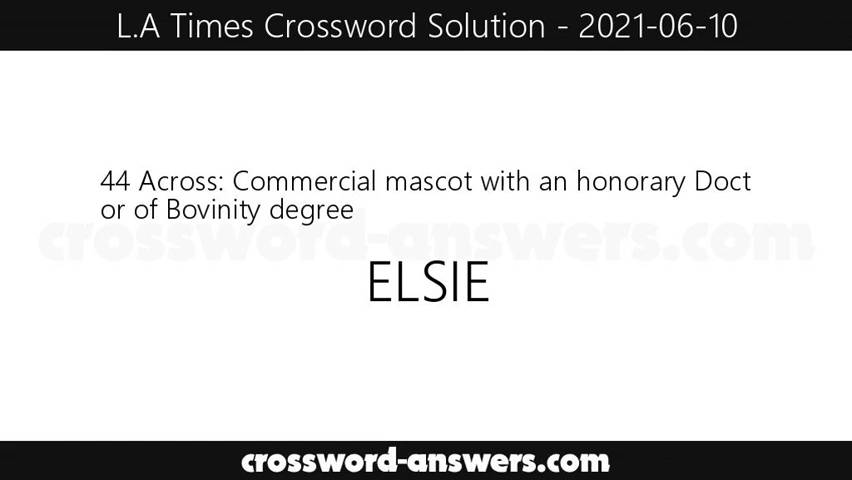 L.A Times Crossword Solution - 2021-06-10
44 Across: Commercial mascot with an honorary Doct
or of Bovinity degree
crossword-answers.com
ELSIE
crossword-answers.com